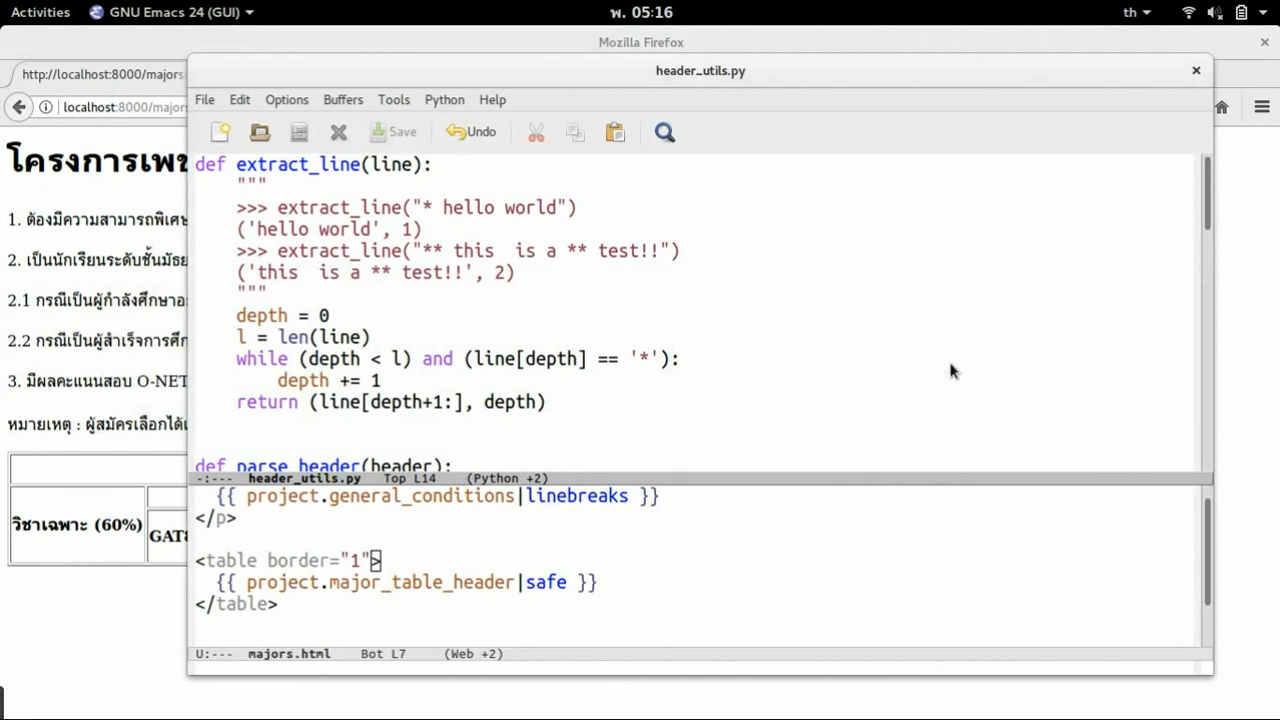 Activities GNU Emacs 24 (GUI) พ. 05:16 th
Mozilla Firefox
http://localhost:8000/majors
header_utils.py
localhost:8000/major
File Edit Options Buffers Tools Python Help
Save Undo
def extract_line(line):
"""
>>> extract_line("* hello world")
('hello world', 1)
>>> extract_line("** this  is a ** test!!")
('this  is a ** test!!', 2)
"""
depth = 0
l = len(line)
while (depth < l) and (line[depth] == '*'):
depth += 1
return (line[depth+1:], depth)
def parse_header(header):
-:--- header_utils.py Top L14 (Python +2)
{{ project.general_conditions|linebreaks }}
</p>
<table border="1">
{{ project.major_table_header|safe }}
</table>
U:--- majors.html Bot L7 (Web +2)
โครงการเพช
1. ต้องมีความสามารถพิเศษ
2. เป็นนักเรียนระดับชั้นมัธย
2.1 กรณีเป็นผู้กำลังศึกษาอ
2.2 กรณีเป็นผู้สำเร็จการศึก
3. มีผลคะแนนสอบ O-NET
หมายเหตุ : ผู้สมัครเลือกได้
วิชาเฉพาะ (60%)